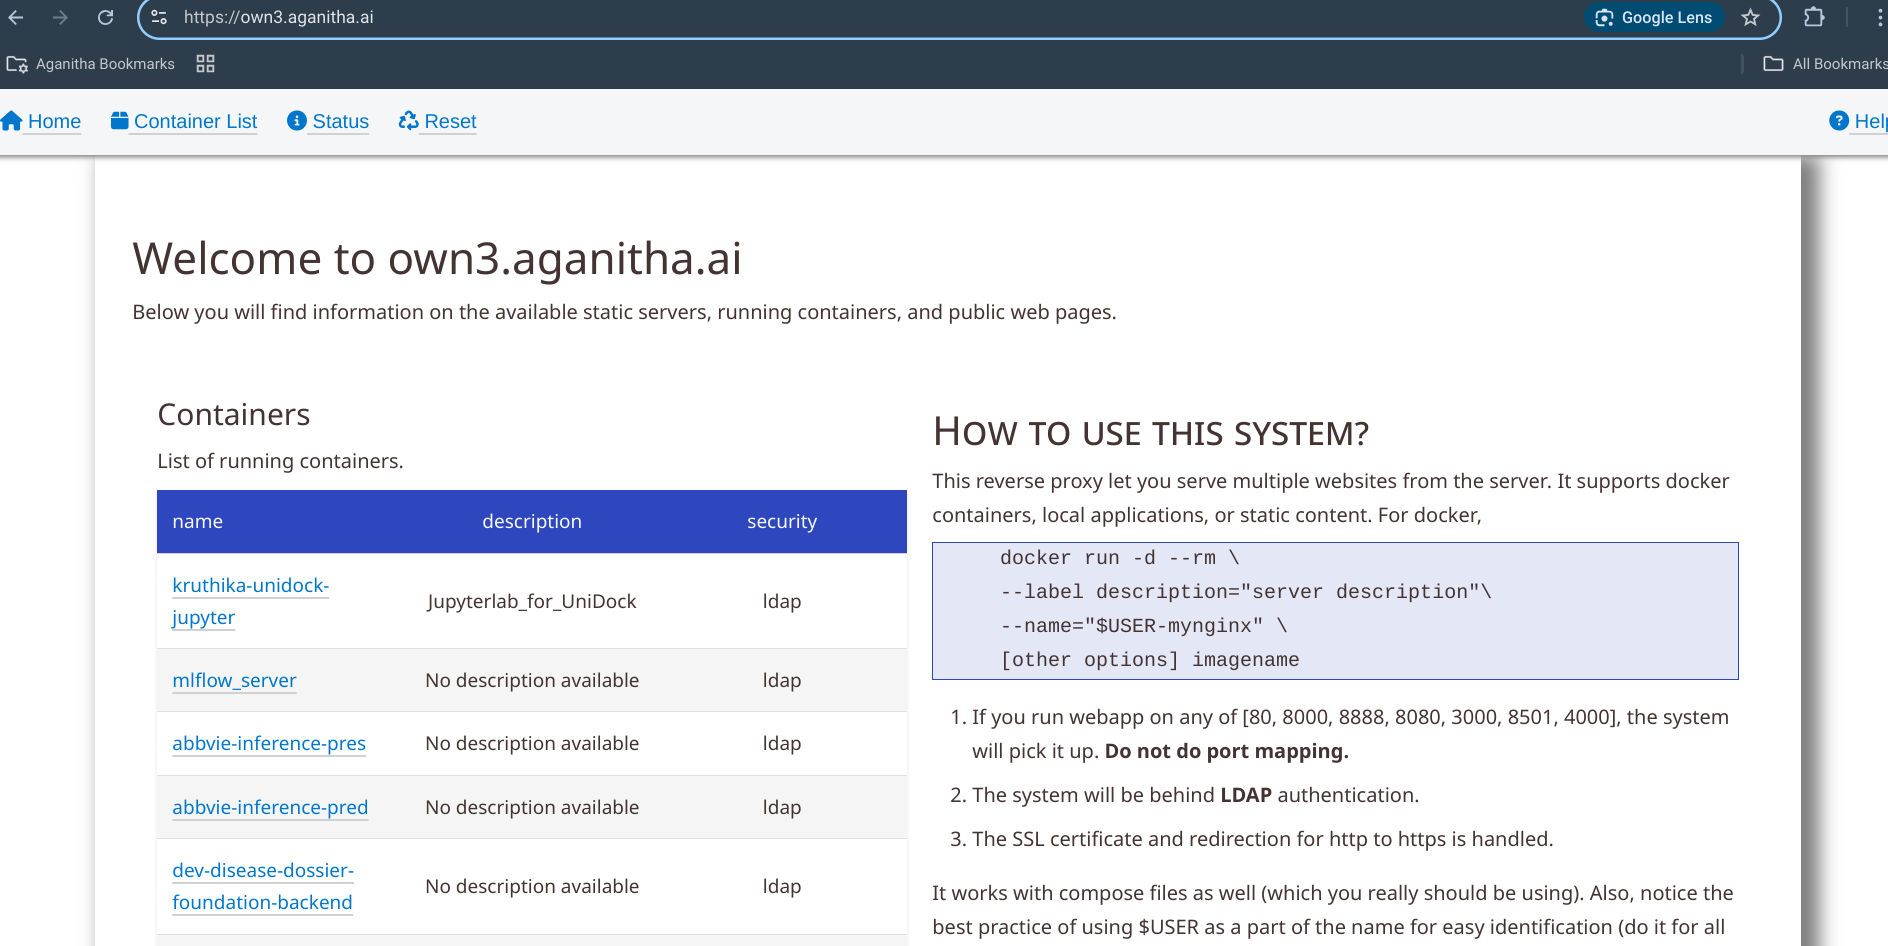 https://own3.aganitha.ai
Google Lens
Aganitha Bookmarks
All Bookmarks
Home
Container List
Status
Reset
Help
Welcome to own3.aganitha.ai
Below you will find information on the available static servers, running containers, and public web pages.
Containers
List of running containers.
name description security
kruthika-unidock-
jupyter
Jupyterlab_for_UniDock
ldap
mlflow_server No description available ldap
abbvie-inference-pres No description available ldap
abbvie-inference-pred No description available ldap
dev-disease-dossier-
foundation-backend
No description available
ldap
HOW TO USE THIS SYSTEM?
This reverse proxy let you serve multiple websites from the server. It supports docker
containers, local applications, or static content. For docker,
docker run -d --rm \
--label description="server description"\
--name="$USER-mynginx" \
[other options] imagename
1. If you run webapp on any of [80, 8000, 8888, 8080, 3000, 8501, 4000], the system
will pick it up. Do not do port mapping.
2. The system will be behind LDAP authentication.
3. The SSL certificate and redirection for http to https is handled.
It works with compose files as well (which you really should be using). Also, notice the
best practice of using $USER as a part of the name for easy identification (do it for all